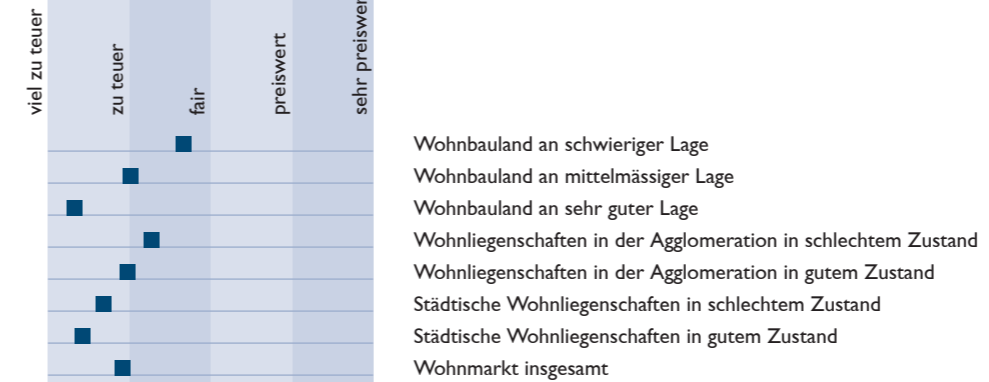 viel zu teuer
zu teuer
fair
preiswert
sehr preiswer
Wohnbauland an schwieriger Lage
Wohnbauland an mittelmässiger Lage
Wohnbauland an sehr guter Lage
Wohnliegenschaften in der Agglomeration in schlechtem Zustand
Wohnliegenschaften in der Agglomeration in gutem Zustand
Städtische Wohnliegenschaften in schlechtem Zustand
Städtische Wohnliegenschaften in gutem Zustand
Wohnmarkt insgesamt